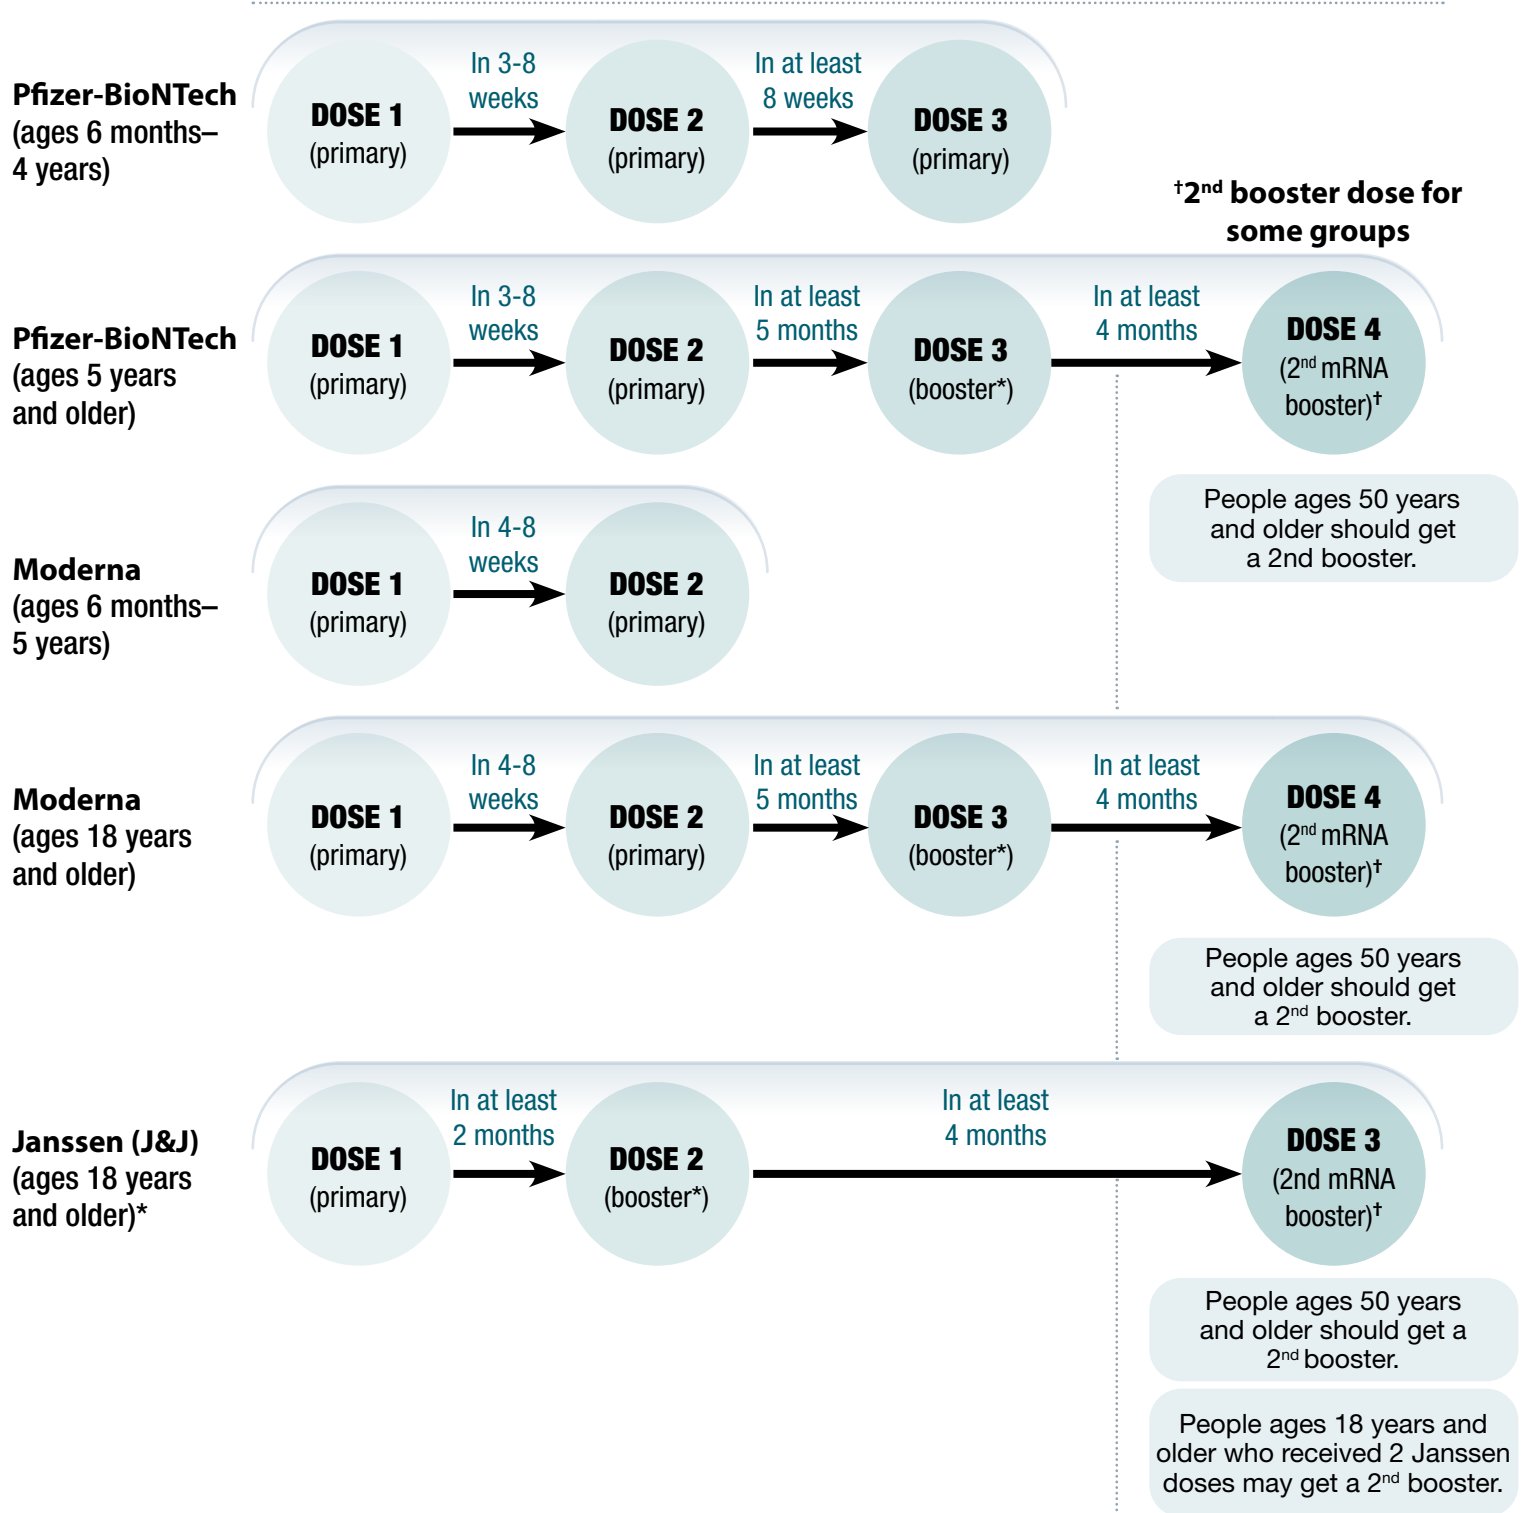 Pfizer-BioNTech
(ages 6 months–
4 years)
DOSE 1
(primary)
In 3-8
weeks
DOSE 2
(primary)
In at least
8 weeks
DOSE 3
(primary)
†2nd booster dose for
some groups
Pfizer-BioNTech
(ages 5 years
and older)
DOSE 1
(primary)
In 3-8
weeks
DOSE 2
(primary)
In at least
5 months
DOSE 3
(booster*)
In at least
4 months
DOSE 4
(2nd mRNA
booster)†
People ages 50 years
and older should get
a 2nd booster.
Moderna
(ages 6 months–
5 years)
DOSE 1
(primary)
In 4-8
weeks
DOSE 2
(primary)
Moderna
(ages 18 years
and older)
DOSE 1
(primary)
In 4-8
weeks
DOSE 2
(primary)
In at least
5 months
DOSE 3
(booster*)
In at least
4 months
DOSE 4
(2nd mRNA
booster)†
People ages 50 years
and older should get
a 2nd booster.
Janssen (J&J)
(ages 18 years
and older)*
DOSE 1
(primary)
In at least
2 months
DOSE 2
(booster*)
In at least
4 months
DOSE 3
(2nd mRNA
booster)†
People ages 50 years
and older should get a
2nd booster.
People ages 18 years and
older who received 2 Janssen
doses may get a 2nd booster.